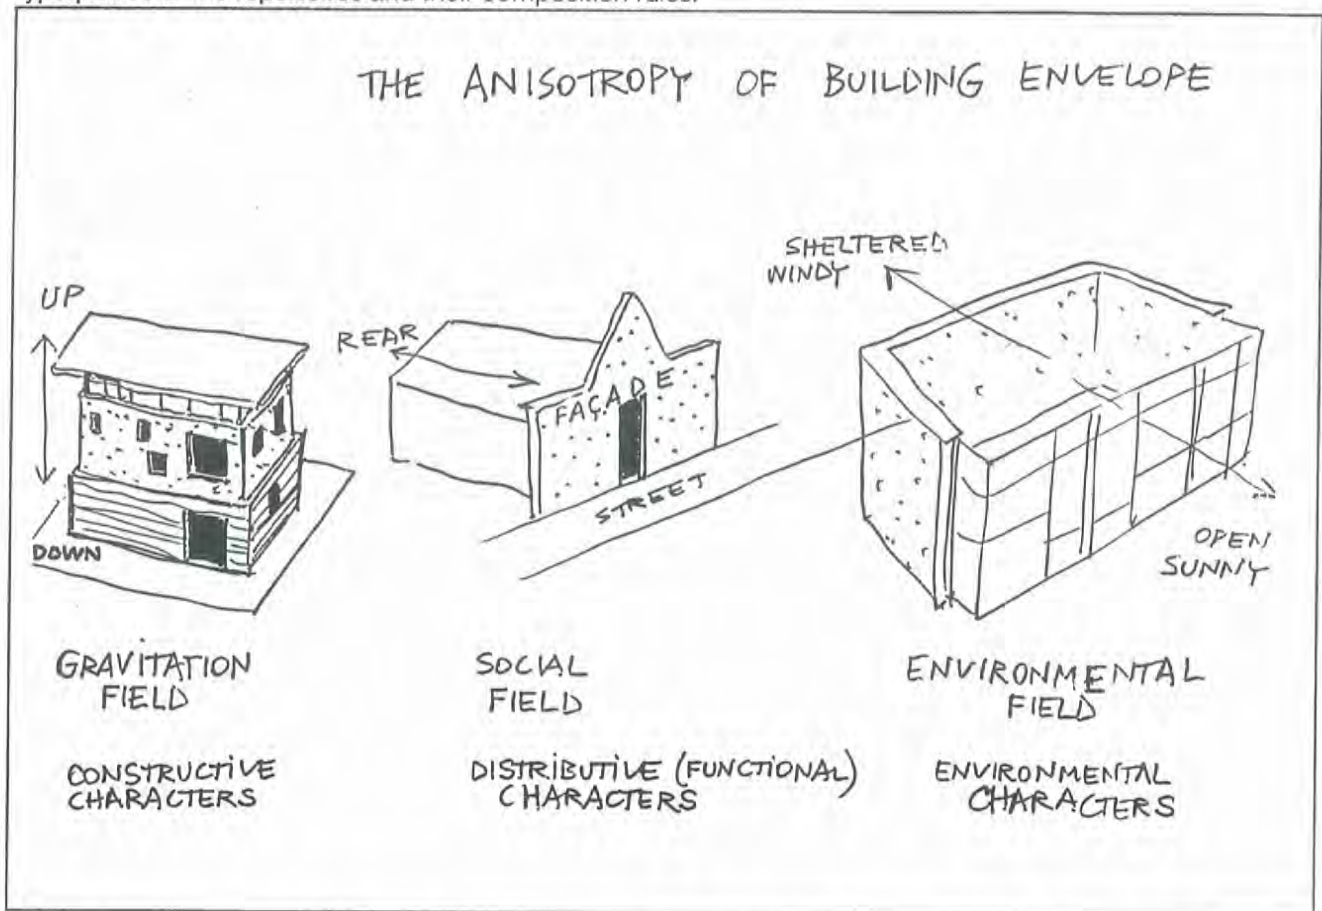 THE ANISOTROPY OF BUILDING ENVELOPE
SHELTERED
WINDY
UP
REAR
FAÇADE
STREET
DOWN
OPEN
SUNNY
GRAVITATION
FIELD
SOCIAL
FIELD
ENVIRONMENTAL
FIELD
CONSTRUCTIVE
CHARACTERS
DISTRIBUTIVE (FUNCTIONAL)
CHARACTERS
ENVIRONMENTAL
CHARACTERS